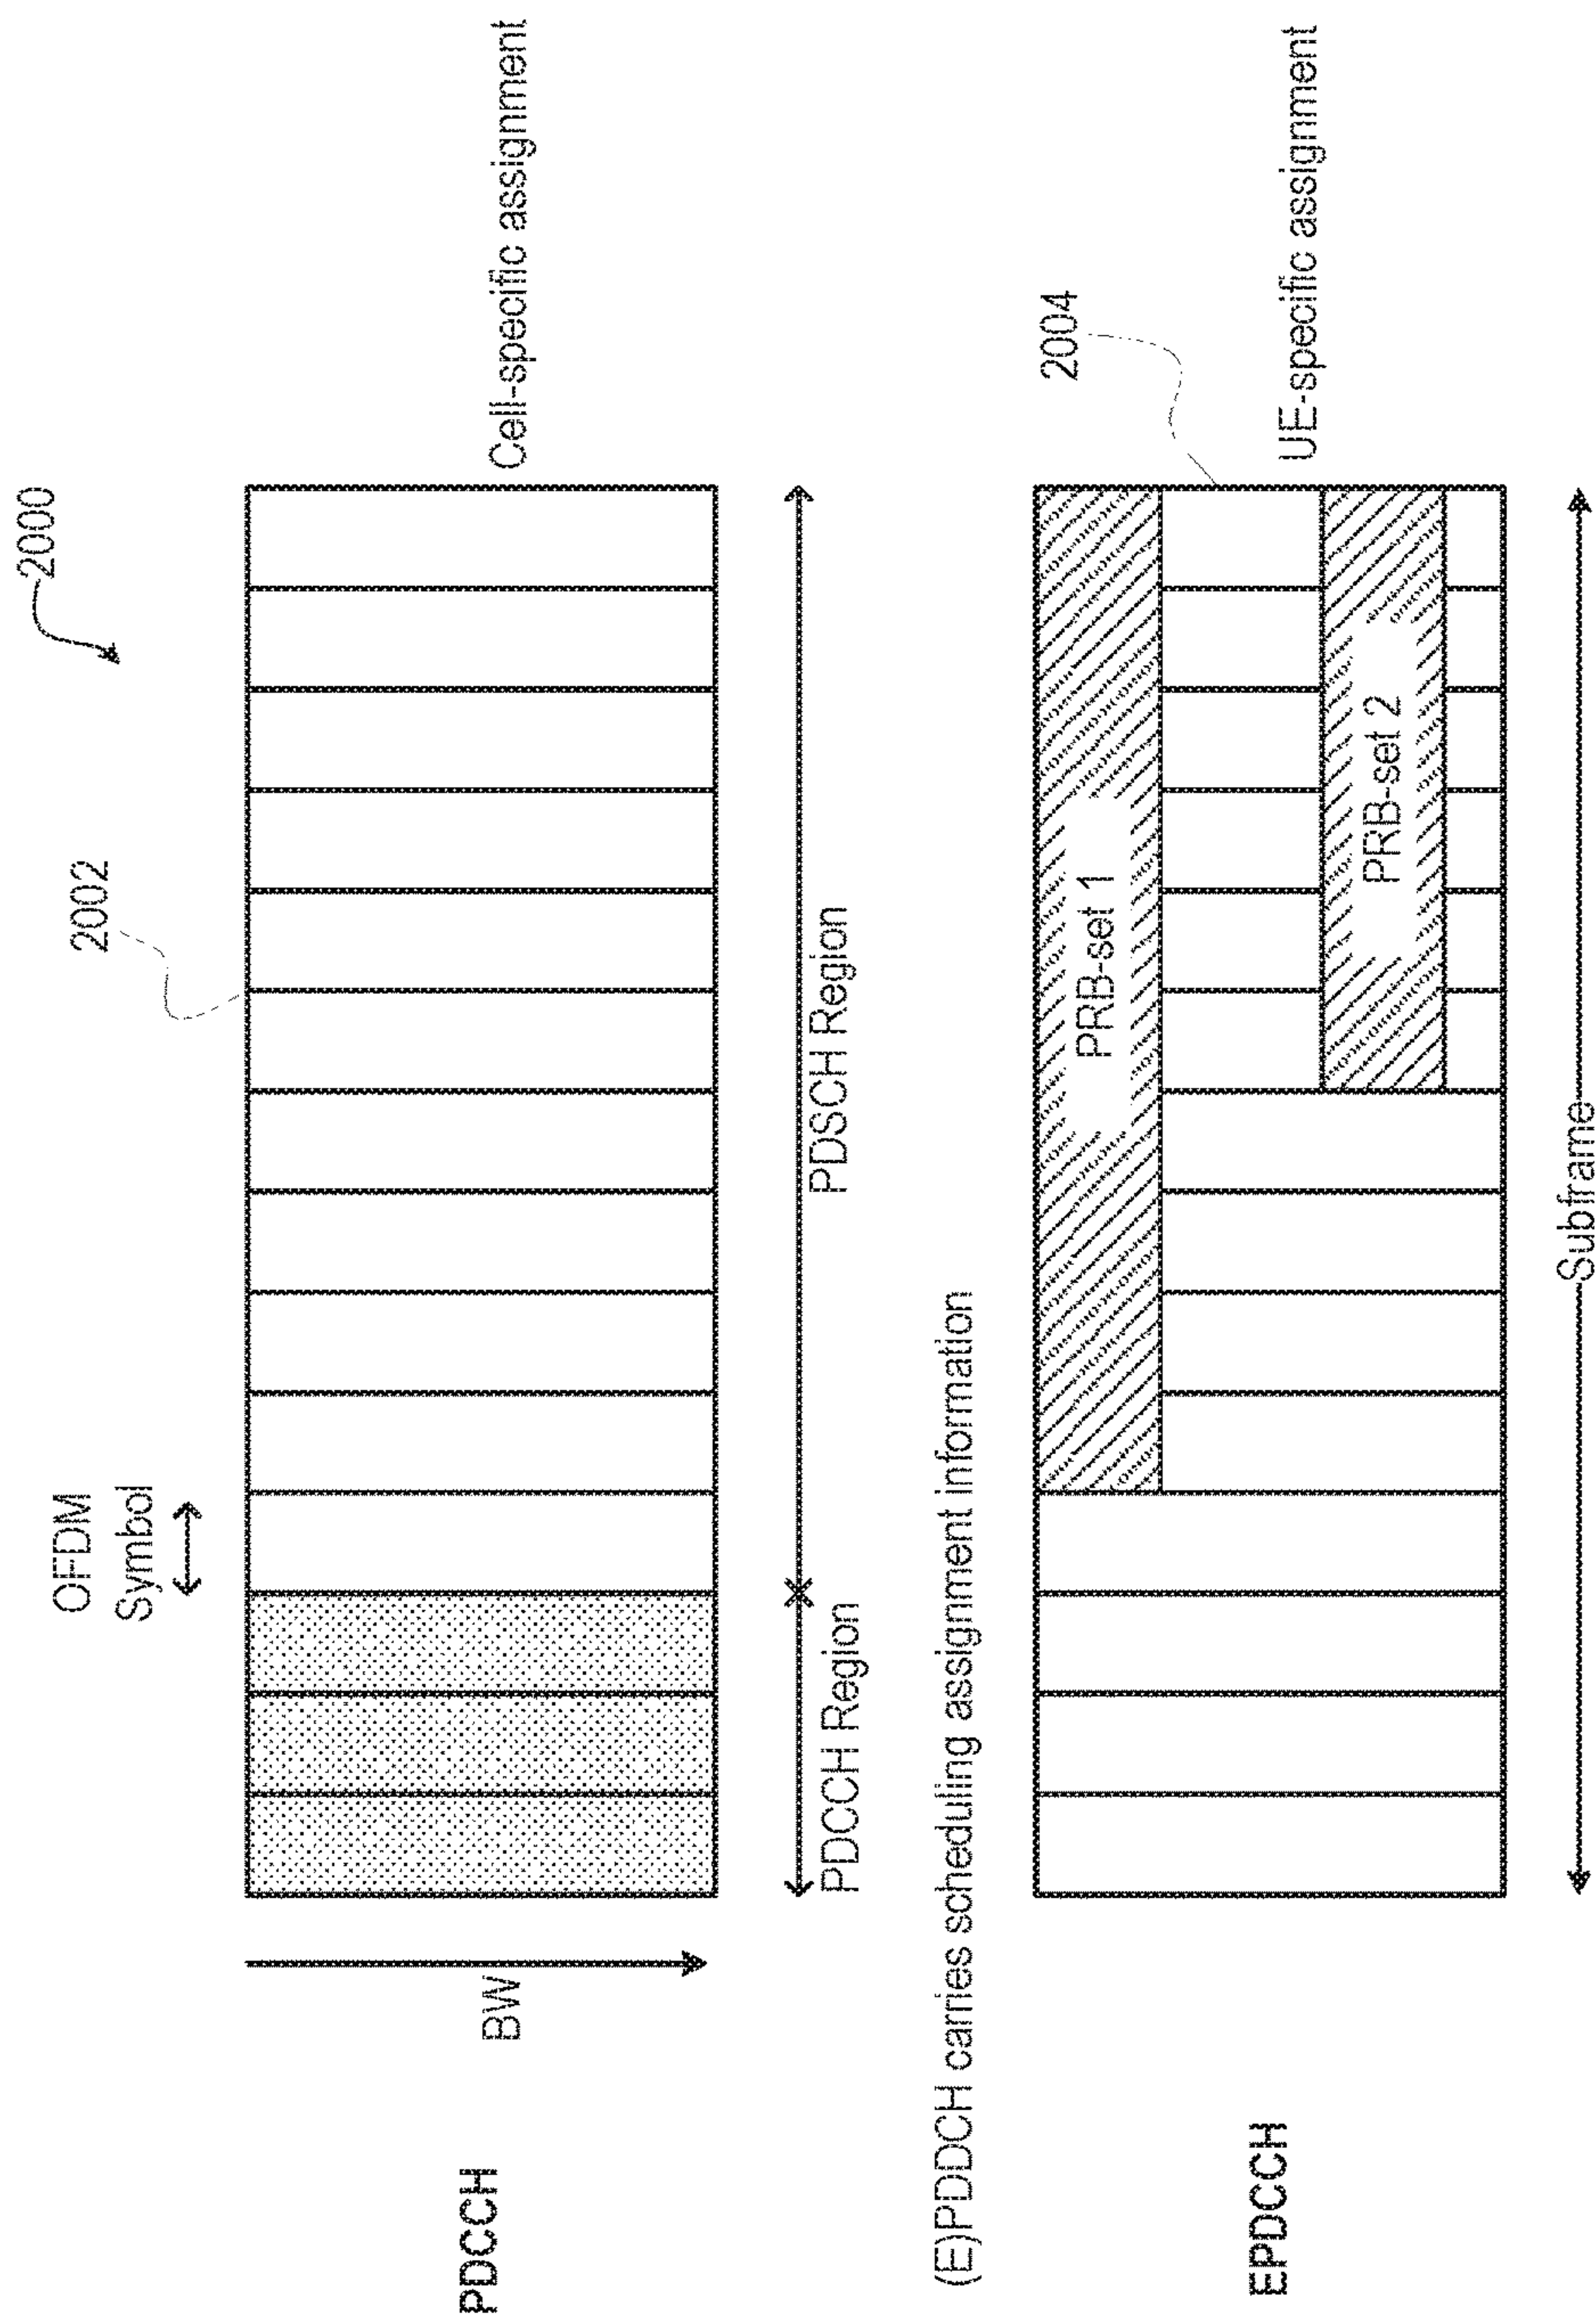 2000
2002
OFDM
Symbol
PDCCH
BW
Cell-specific assignment
PDCCH Region
PDSCH Region
(E)PDDCH carries scheduling assignment information
2004
PRB-set 1
PRB-set 2
EPDCCH
UE-specific assignment
Subframe